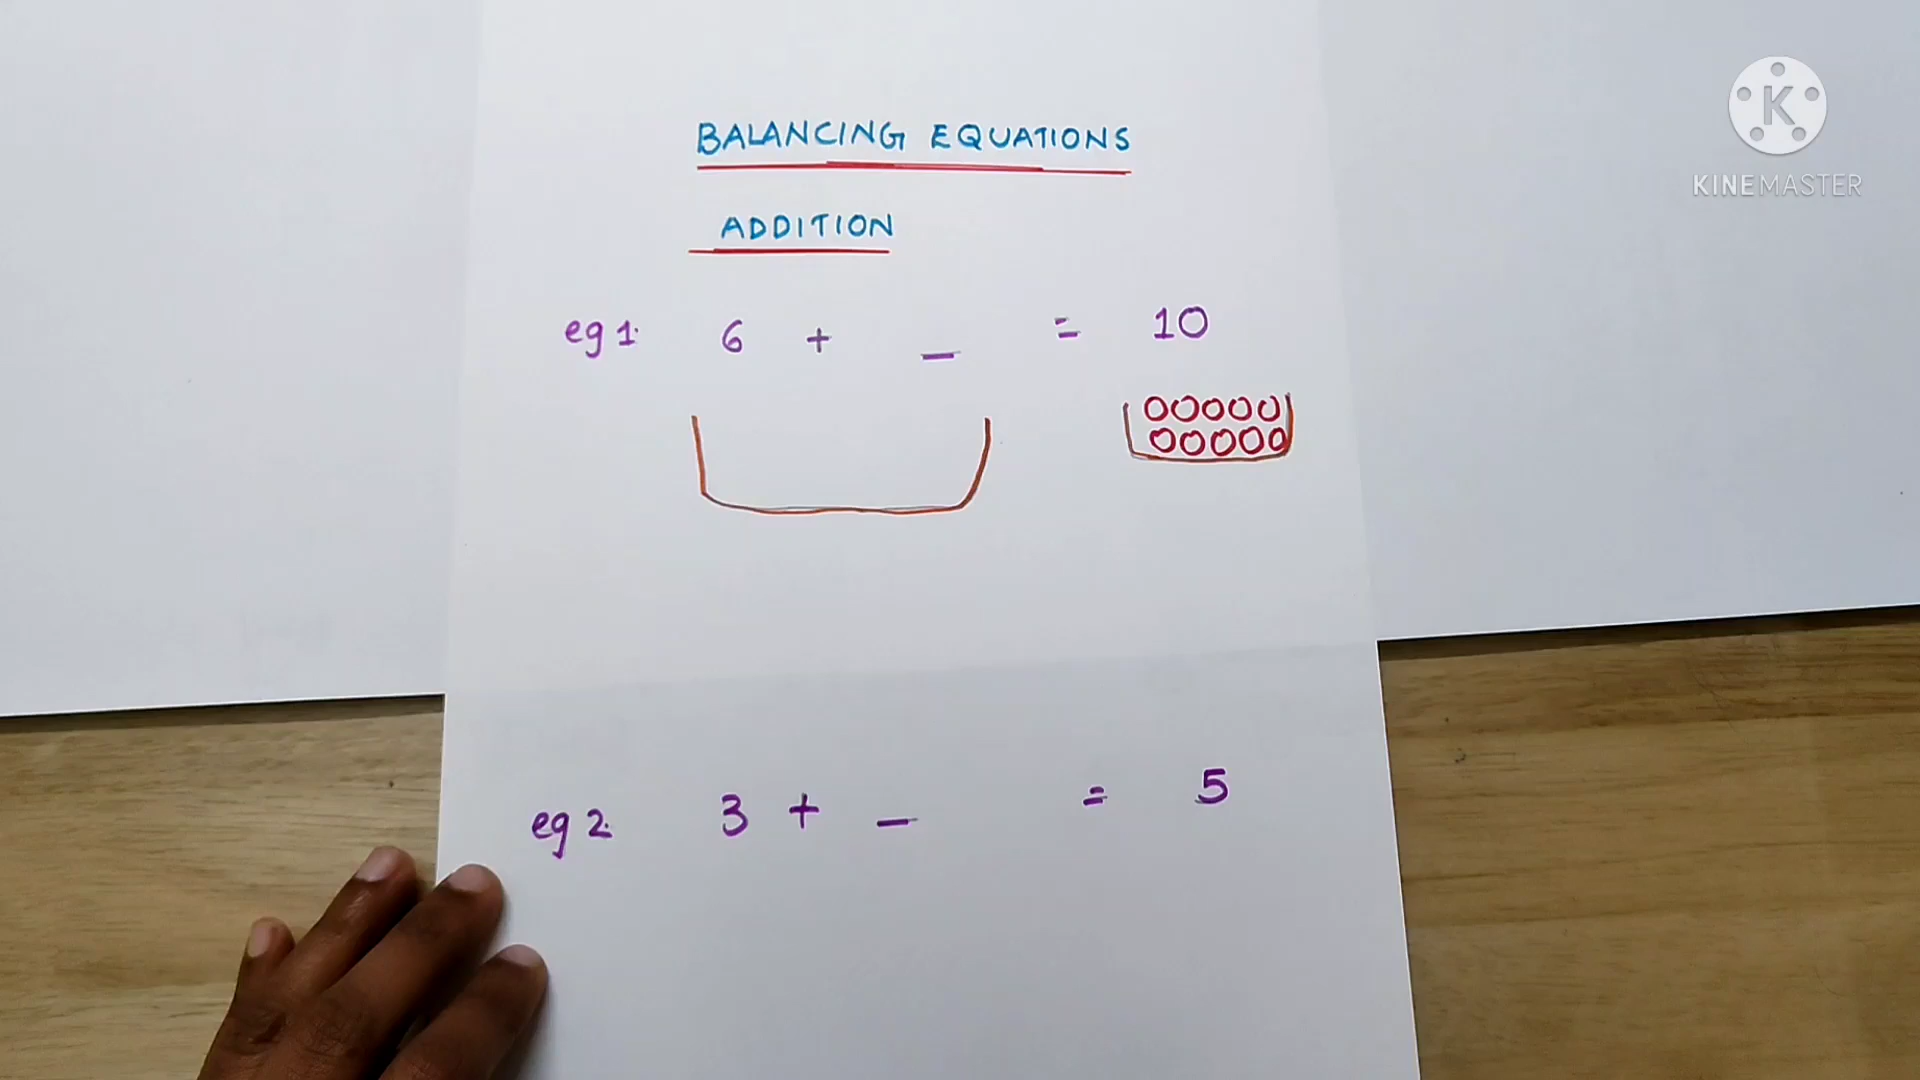 BALANCING EQUATIONS
ADDITION
eg 1. 6 + _ = 10
eg 2. 3 + _ = 5
K
KINEMASTER